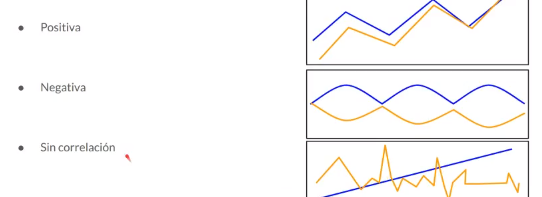 ● Positiva
● Negativa
● Sin correlación